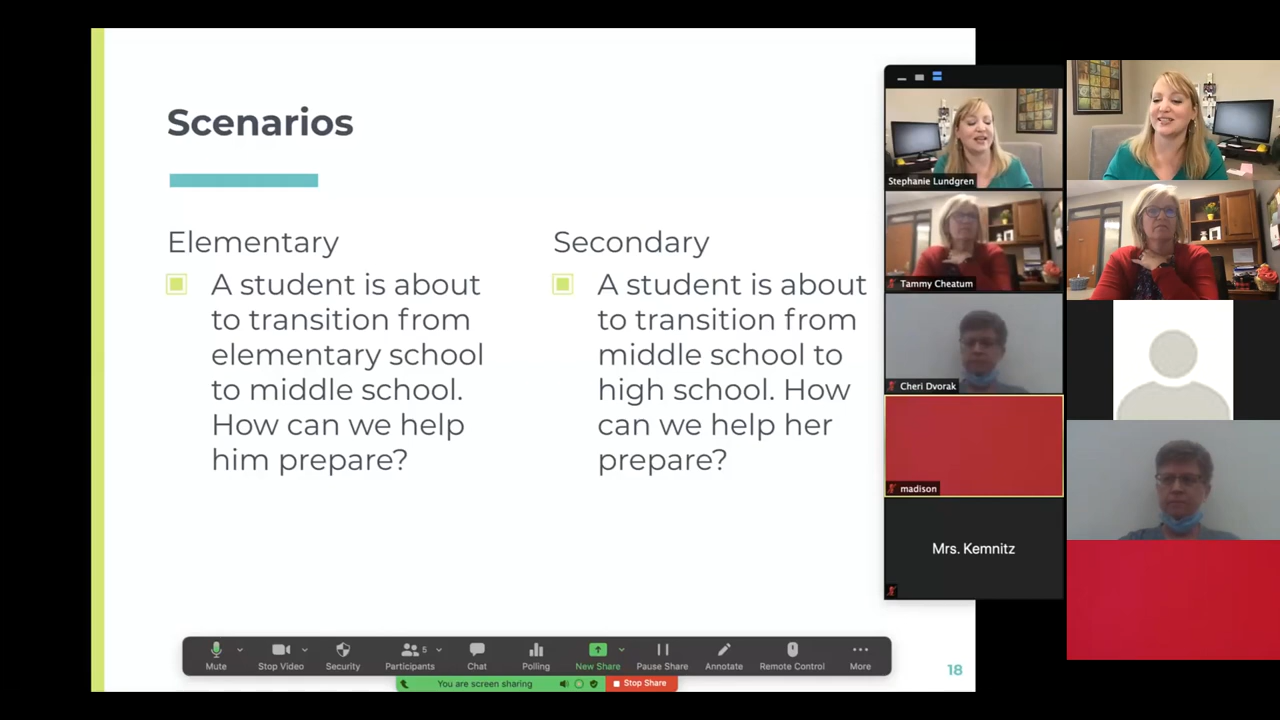 Scenarios
Elementary
A student is about
to transition from
elementary school
to middle school.
How can we help
him prepare?
Secondary
A student is about
to transition from
middle school to
high school. How
can we help her
prepare?
Stephanie Lundgren
Tammy Cheatum
Cheri Dvorak
madison
Mrs. Kemnitz
Mute
Stop Video
Security
Participants
5
Chat
Polling
New Share
Pause Share
Annotate
Remote Control
More
You are screen sharing
Stop Share
18